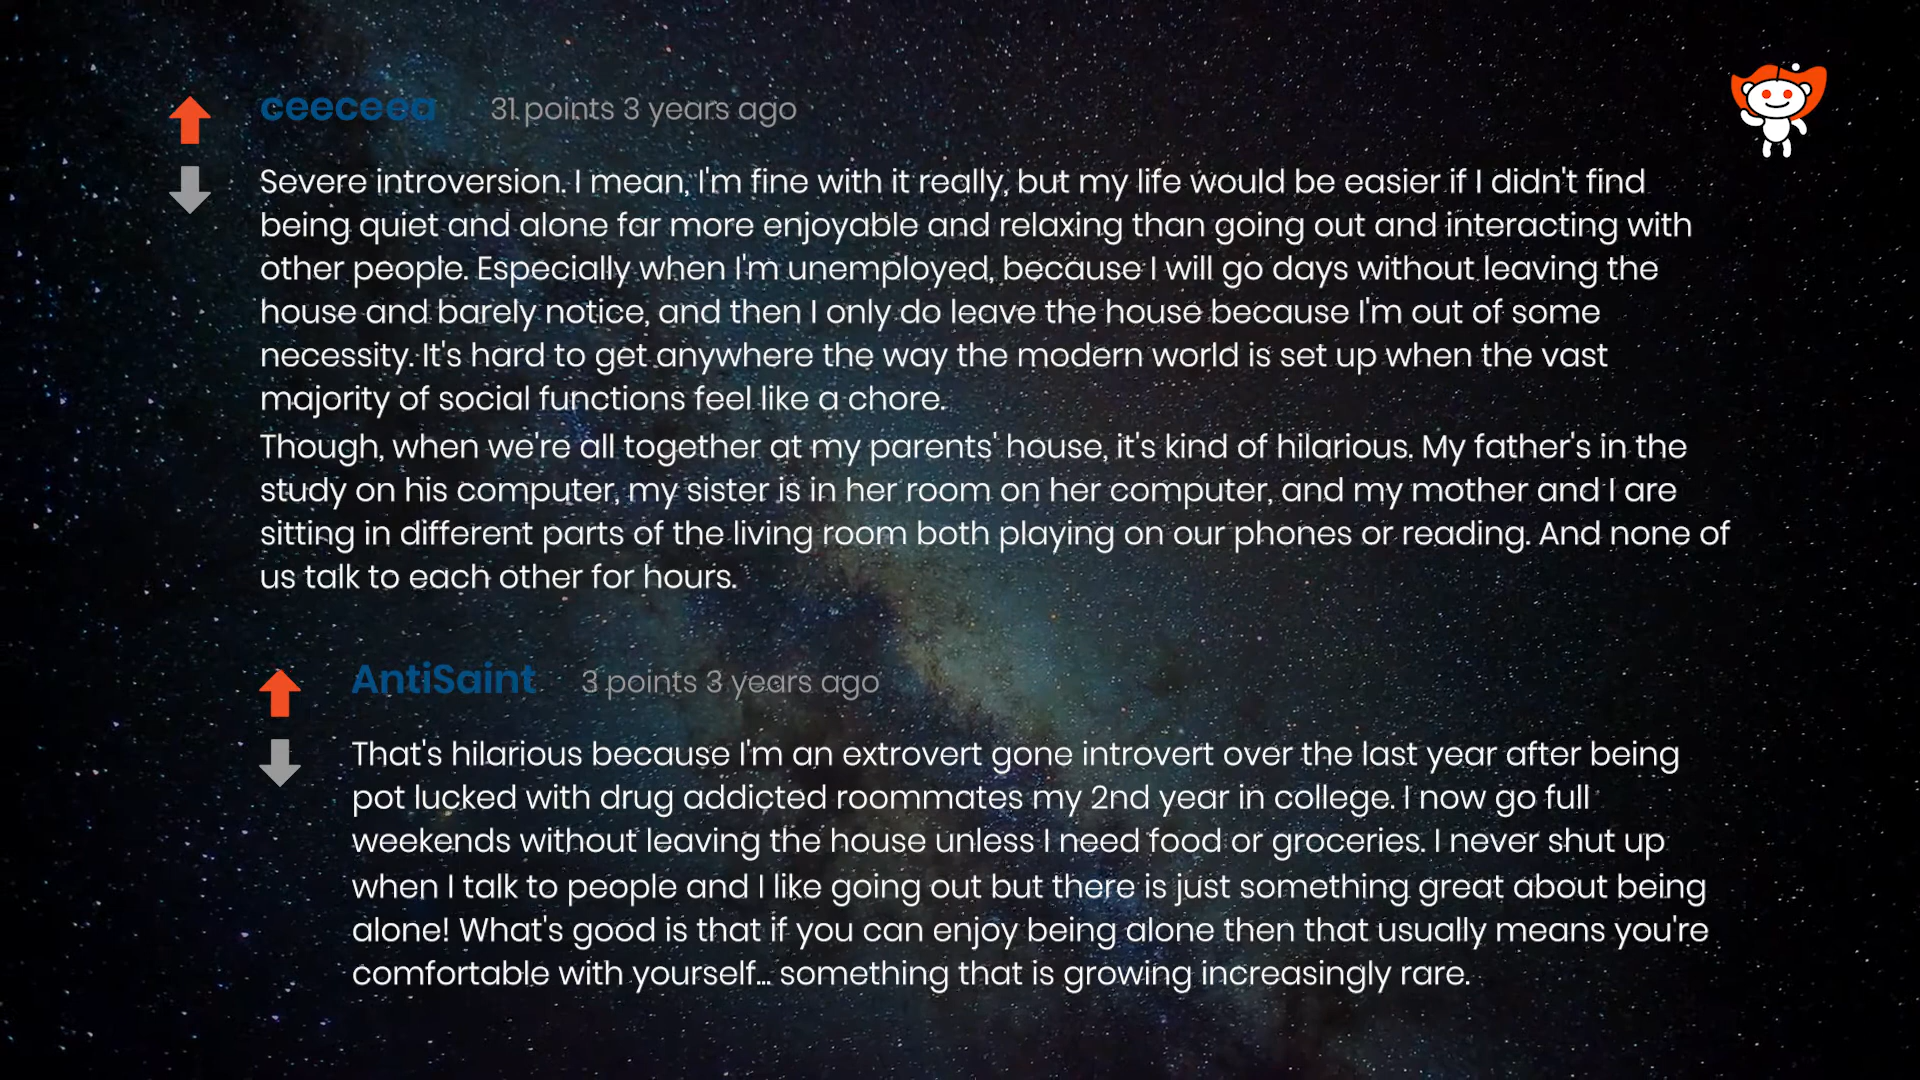 ceeceea 31 points 3 years ago
Severe introversion. I mean, I'm fine with it really, but my life would be easier if I didn't find
being quiet and alone far more enjoyable and relaxing than going out and interacting with
other people. Especially when I'm unemployed, because I will go days without leaving the
house and barely notice, and then I only do leave the house because I'm out of some
necessity. It's hard to get anywhere the way the modern world is set up when the vast
majority of social functions feel like a chore.
Though, when we're all together at my parents' house, it's kind of hilarious. My father's in the
study on his computer, my sister is in her room on her computer, and my mother and I are
sitting in different parts of the living room both playing on our phones or reading. And none of
us talk to each other for hours.
AntiSaint 3 points 3 years ago
That's hilarious because I'm an extrovert gone introvert over the last year after being
pot lucked with drug addicted roommates my 2nd year in college. I now go full
weekends without leaving the house unless I need food or groceries. I never shut up
when I talk to people and I like going out but there is just something great about being
alone! What's good is that if you can enjoy being alone then that usually means you're
comfortable with yourself... something that is growing increasingly rare.